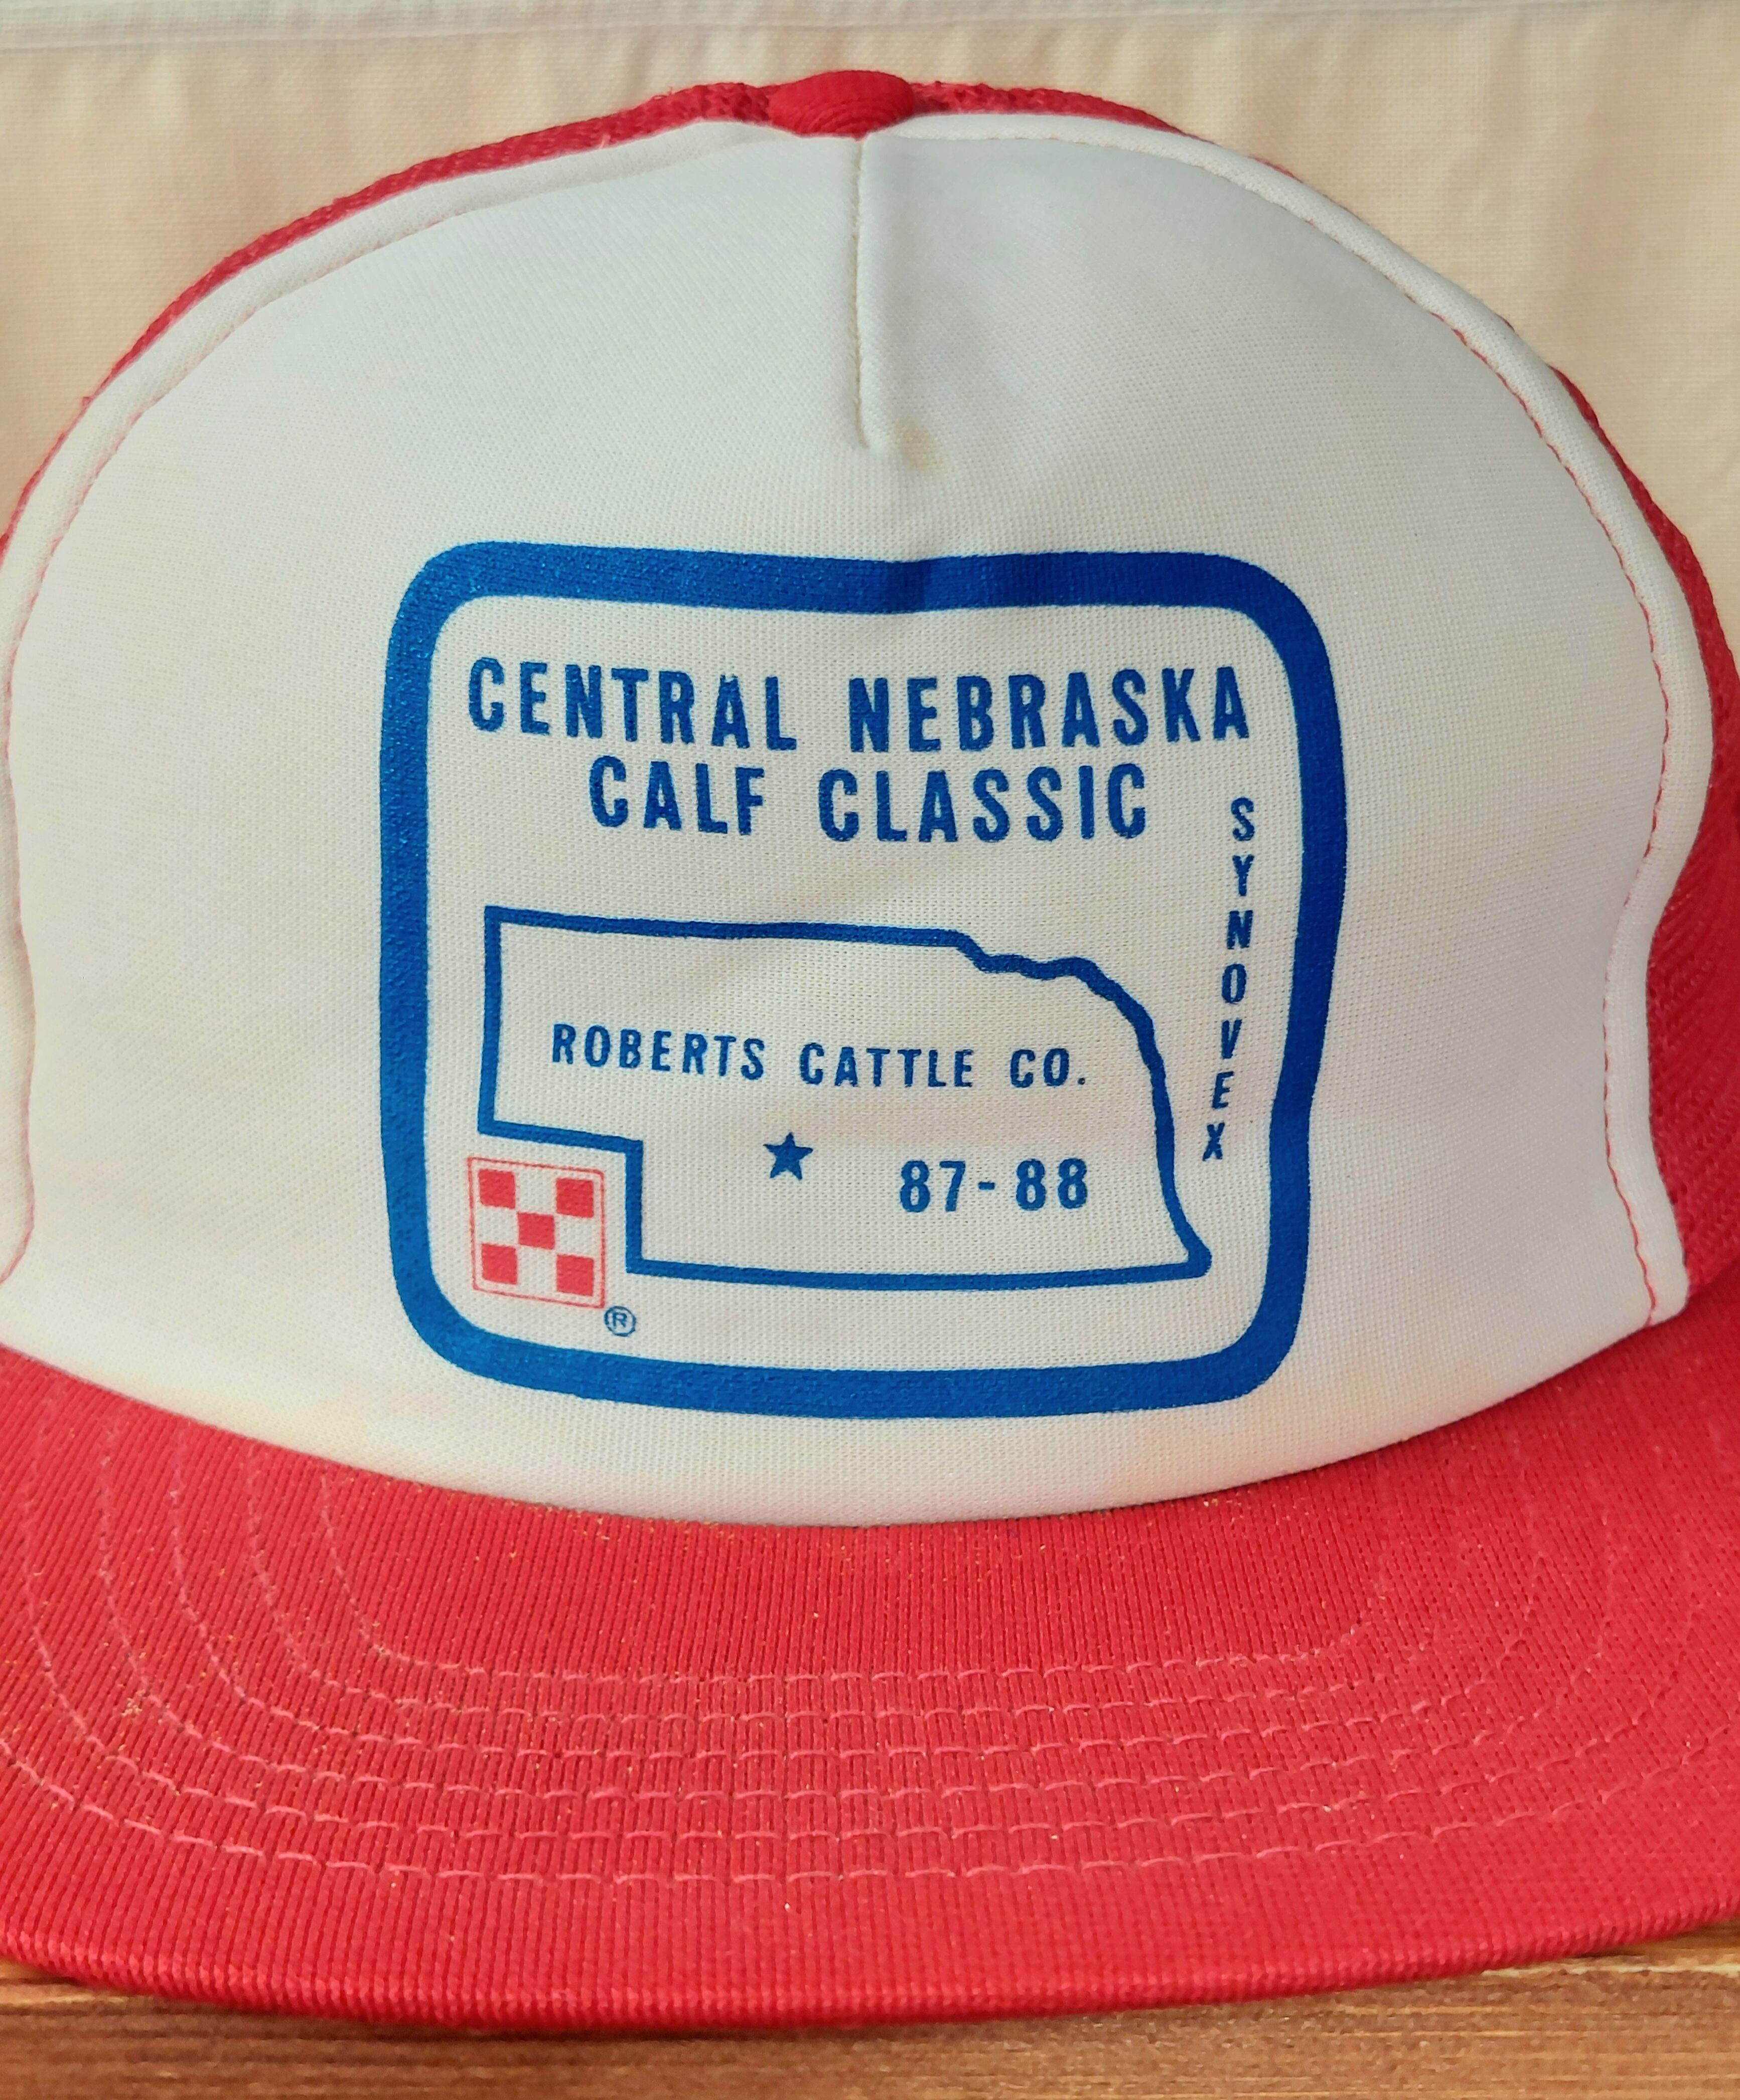 CENTRAL NEBRASKA
CALF CLASSIC
SYNOVEX
ROBERTS CATTLE CO.
87-88
®